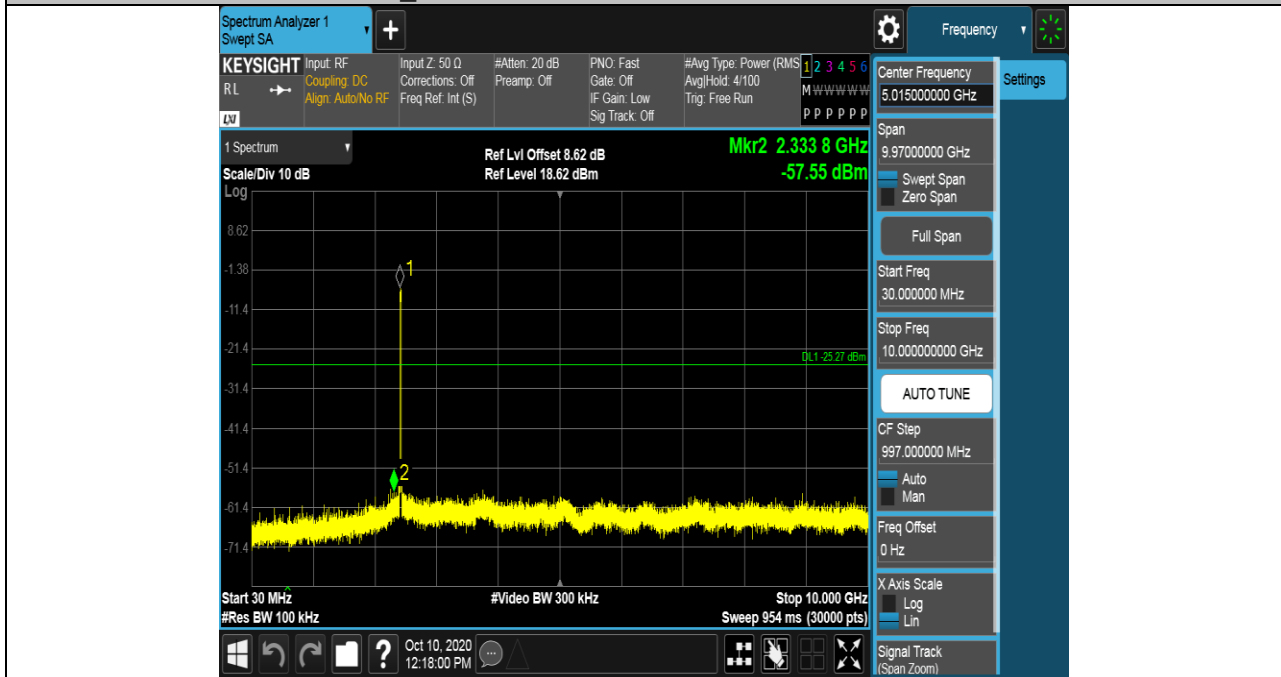 Spectrum Analyzer 1
Swept SA
+
Frequency
KEYSIGHT
RL
LXI
Input: RF
Coupling: DC
Align: Auto/No RF
Input Z: 50 Ω
Corrections: Off
Freq Ref: Int (S)
#Atten: 20 dB
Preamp: Off
PNO: Fast
Gate: Off
IF Gain: Low
Sig Track: Off
#Avg Type: Power (RMS
Avg|Hold: 4/100
Trig: Free Run
1 2 3 4 5 6
M W W W W W
P P P P P P
1 Spectrum
Scale/Div 10 dB
Ref Lvl Offset 8.62 dB
Ref Level 18.62 dBm
Mkr2 2.333 8 GHz
-57.55 dBm
Log
8.62
-1.38
-11.4
-21.4
-31.4
-41.4
-51.4
-61.4
-71.4
1
2
DL1 -25.27 dBm
Start 30 MHz
#Res BW 100 kHz
#Video BW 300 kHz
Stop 10.000 GHz
Sweep 954 ms (30000 pts)
Center Frequency
5.015000000 GHz
Settings
Span
9.97000000 GHz
Swept Span
Zero Span
Full Span
Start Freq
30.000000 MHz
Stop Freq
10.000000000 GHz
AUTO TUNE
CF Step
997.000000 MHz
Auto
Man
Freq Offset
0 Hz
X Axis Scale
Log
Lin
Signal Track
(Span Zoom)
?
Oct 10, 2020
12:18:00 PM